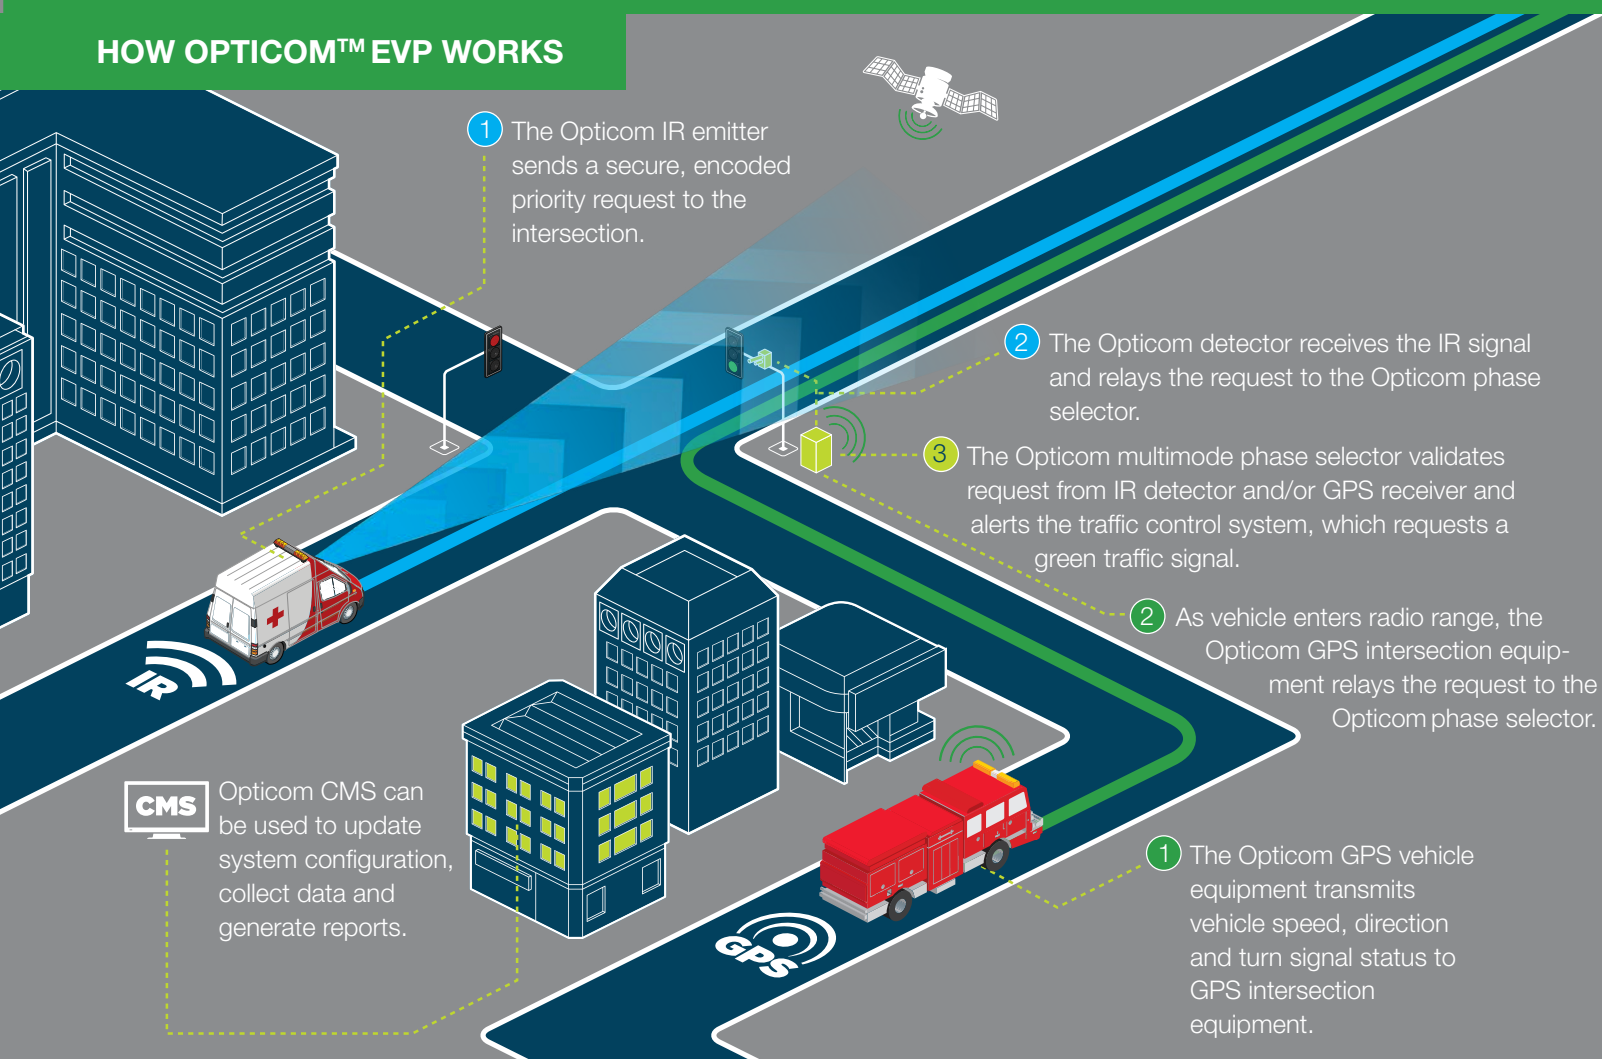 HOW OPTICOM™ EVP WORKS
1 The Opticom IR emitter
sends a secure, encoded
priority request to the
intersection.
2 The Opticom detector receives the IR signal
and relays the request to the Opticom phase
selector.
3 The Opticom multimode phase selector validates
request from IR detector and/or GPS receiver and
alerts the traffic control system, which requests a
green traffic signal.
2 As vehicle enters radio range, the
Opticom GPS intersection equip-
ment relays the request to the
Opticom phase selector.
IR
CMS
Opticom CMS can
be used to update
system configuration,
collect data and
generate reports.
GPS
1 The Opticom GPS vehicle
equipment transmits
vehicle speed, direction
and turn signal status to
GPS intersection
equipment.